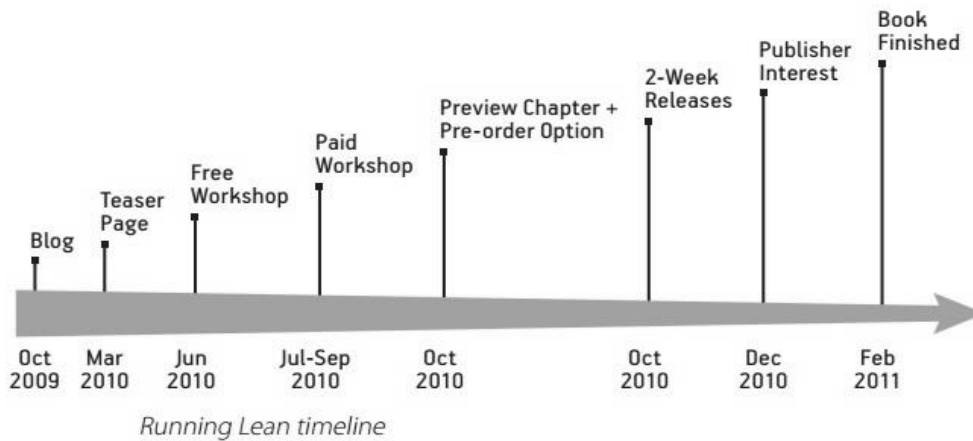 Blog
Teaser
Page
Free
Workshop
Paid
Workshop
Preview Chapter +
Pre-order Option
2-Week
Releases
Publisher
Interest
Book
Finished
Oct
2009
Mar
2010
Jun
2010
Jul-Sep
2010
Oct
2010
Oct
2010
Dec
2010
Feb
2011
Running Lean timeline